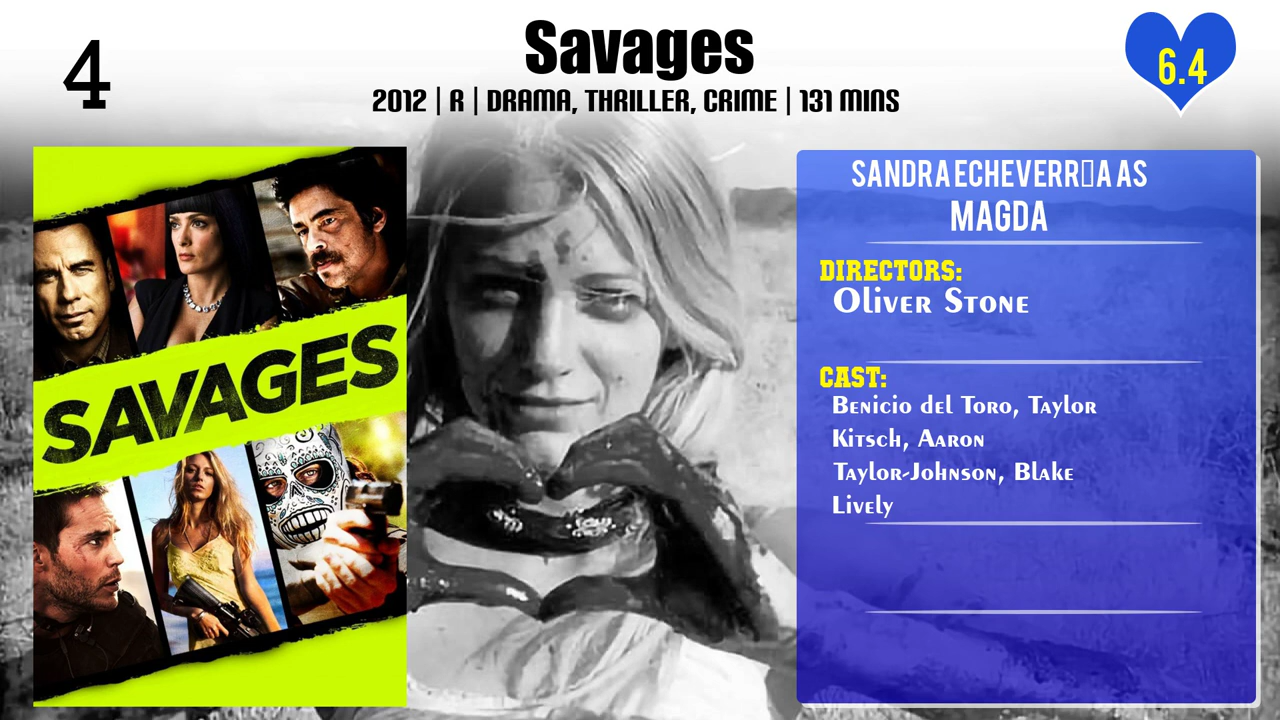 4
Savages
6.4
2012 | R | DRAMA, THRILLER, CRIME | 131 MINS
SANDRA ECHEVERR▯A AS
MAGDA
DIRECTORS:
Oliver Stone
CAST:
Benicio del Toro, Taylor
Kitsch, Aaron
Taylor-Johnson, Blake
Lively
SAVAGES